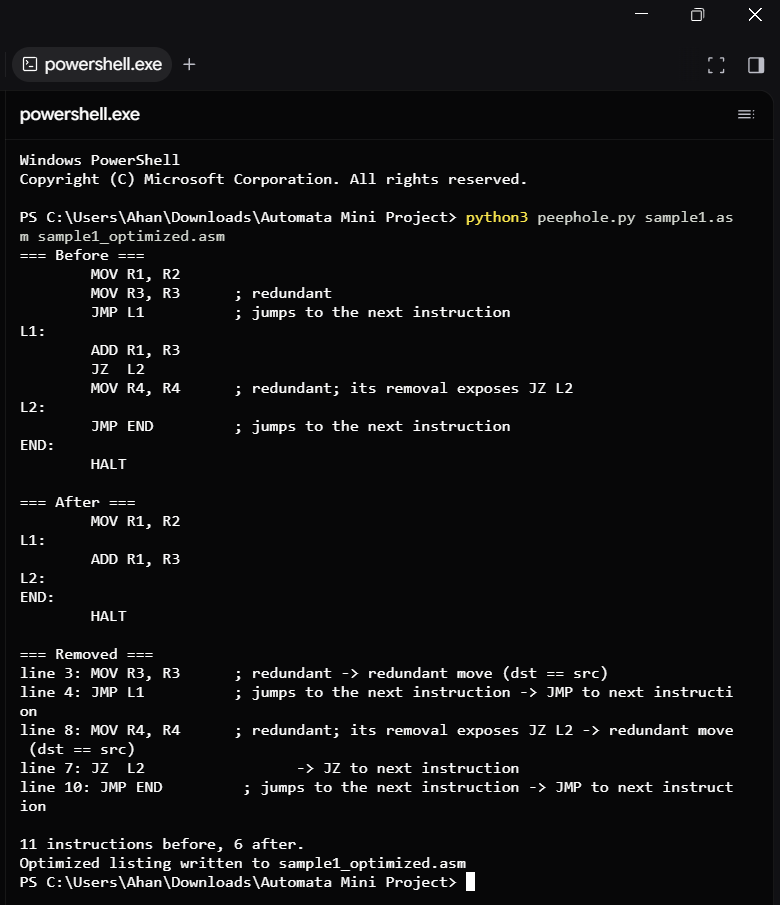 powershell.exe
powershell.exe
Windows PowerShell
Copyright (C) Microsoft Corporation. All rights reserved.
PS C:\Users\Ahan\Downloads\Automata Mini Project> python3 peephole.py sample1.as
m sample1_optimized.asm
=== Before ===
        MOV R1, R2
        MOV R3, R3      ; redundant
        JMP L1          ; jumps to the next instruction
L1:
        ADD R1, R3
        JZ  L2
        MOV R4, R4      ; redundant; its removal exposes JZ L2
L2:
        JMP END         ; jumps to the next instruction
END:
        HALT
=== After ===
        MOV R1, R2
L1:
        ADD R1, R3
L2:
END:
        HALT
=== Removed ===
line 3: MOV R3, R3      ; redundant -> redundant move (dst == src)
line 4: JMP L1          ; jumps to the next instruction -> JMP to next instructi
on
line 8: MOV R4, R4      ; redundant; its removal exposes JZ L2 -> redundant move
 (dst == src)
line 7: JZ  L2                 -> JZ to next instruction
line 10: JMP END         ; jumps to the next instruction -> JMP to next instruct
ion
11 instructions before, 6 after.
Optimized listing written to sample1_optimized.asm
PS C:\Users\Ahan\Downloads\Automata Mini Project>